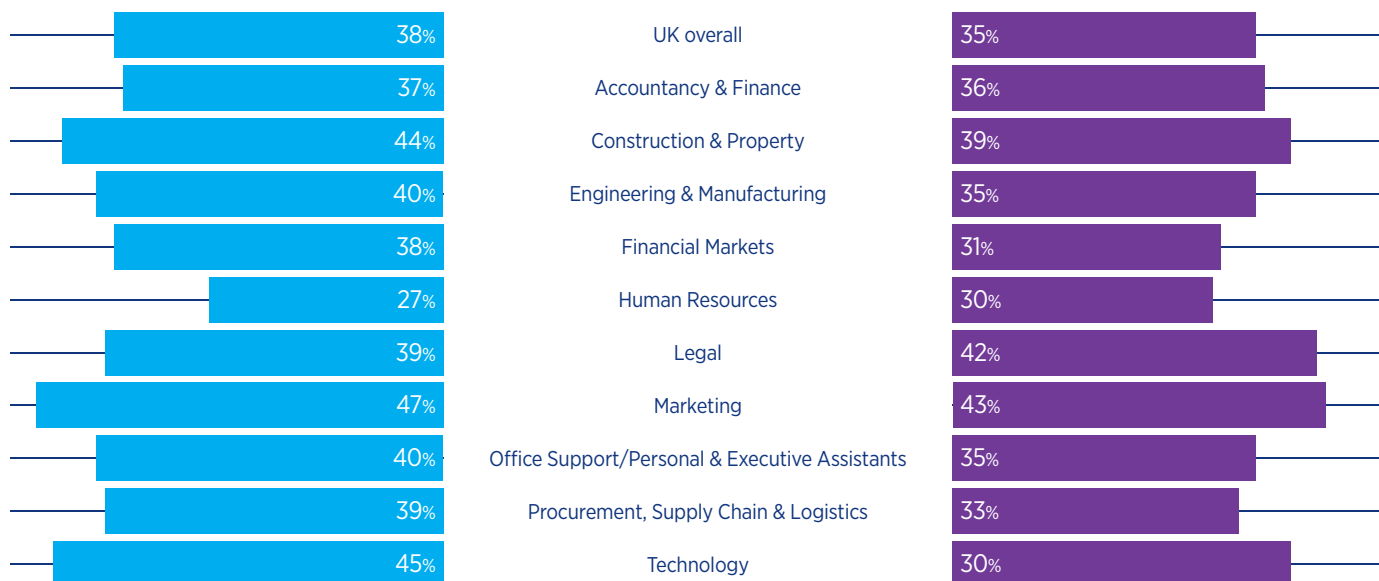 38% UK overall 35%
37% Accountancy & Finance 36%
44% Construction & Property 39%
40% Engineering & Manufacturing 35%
38% Financial Markets 31%
27% Human Resources 30%
39% Legal 42%
47% Marketing 43%
40% Office Support/Personal & Executive Assistants 35%
39% Procurement, Supply Chain & Logistics 33%
45% Technology 30%